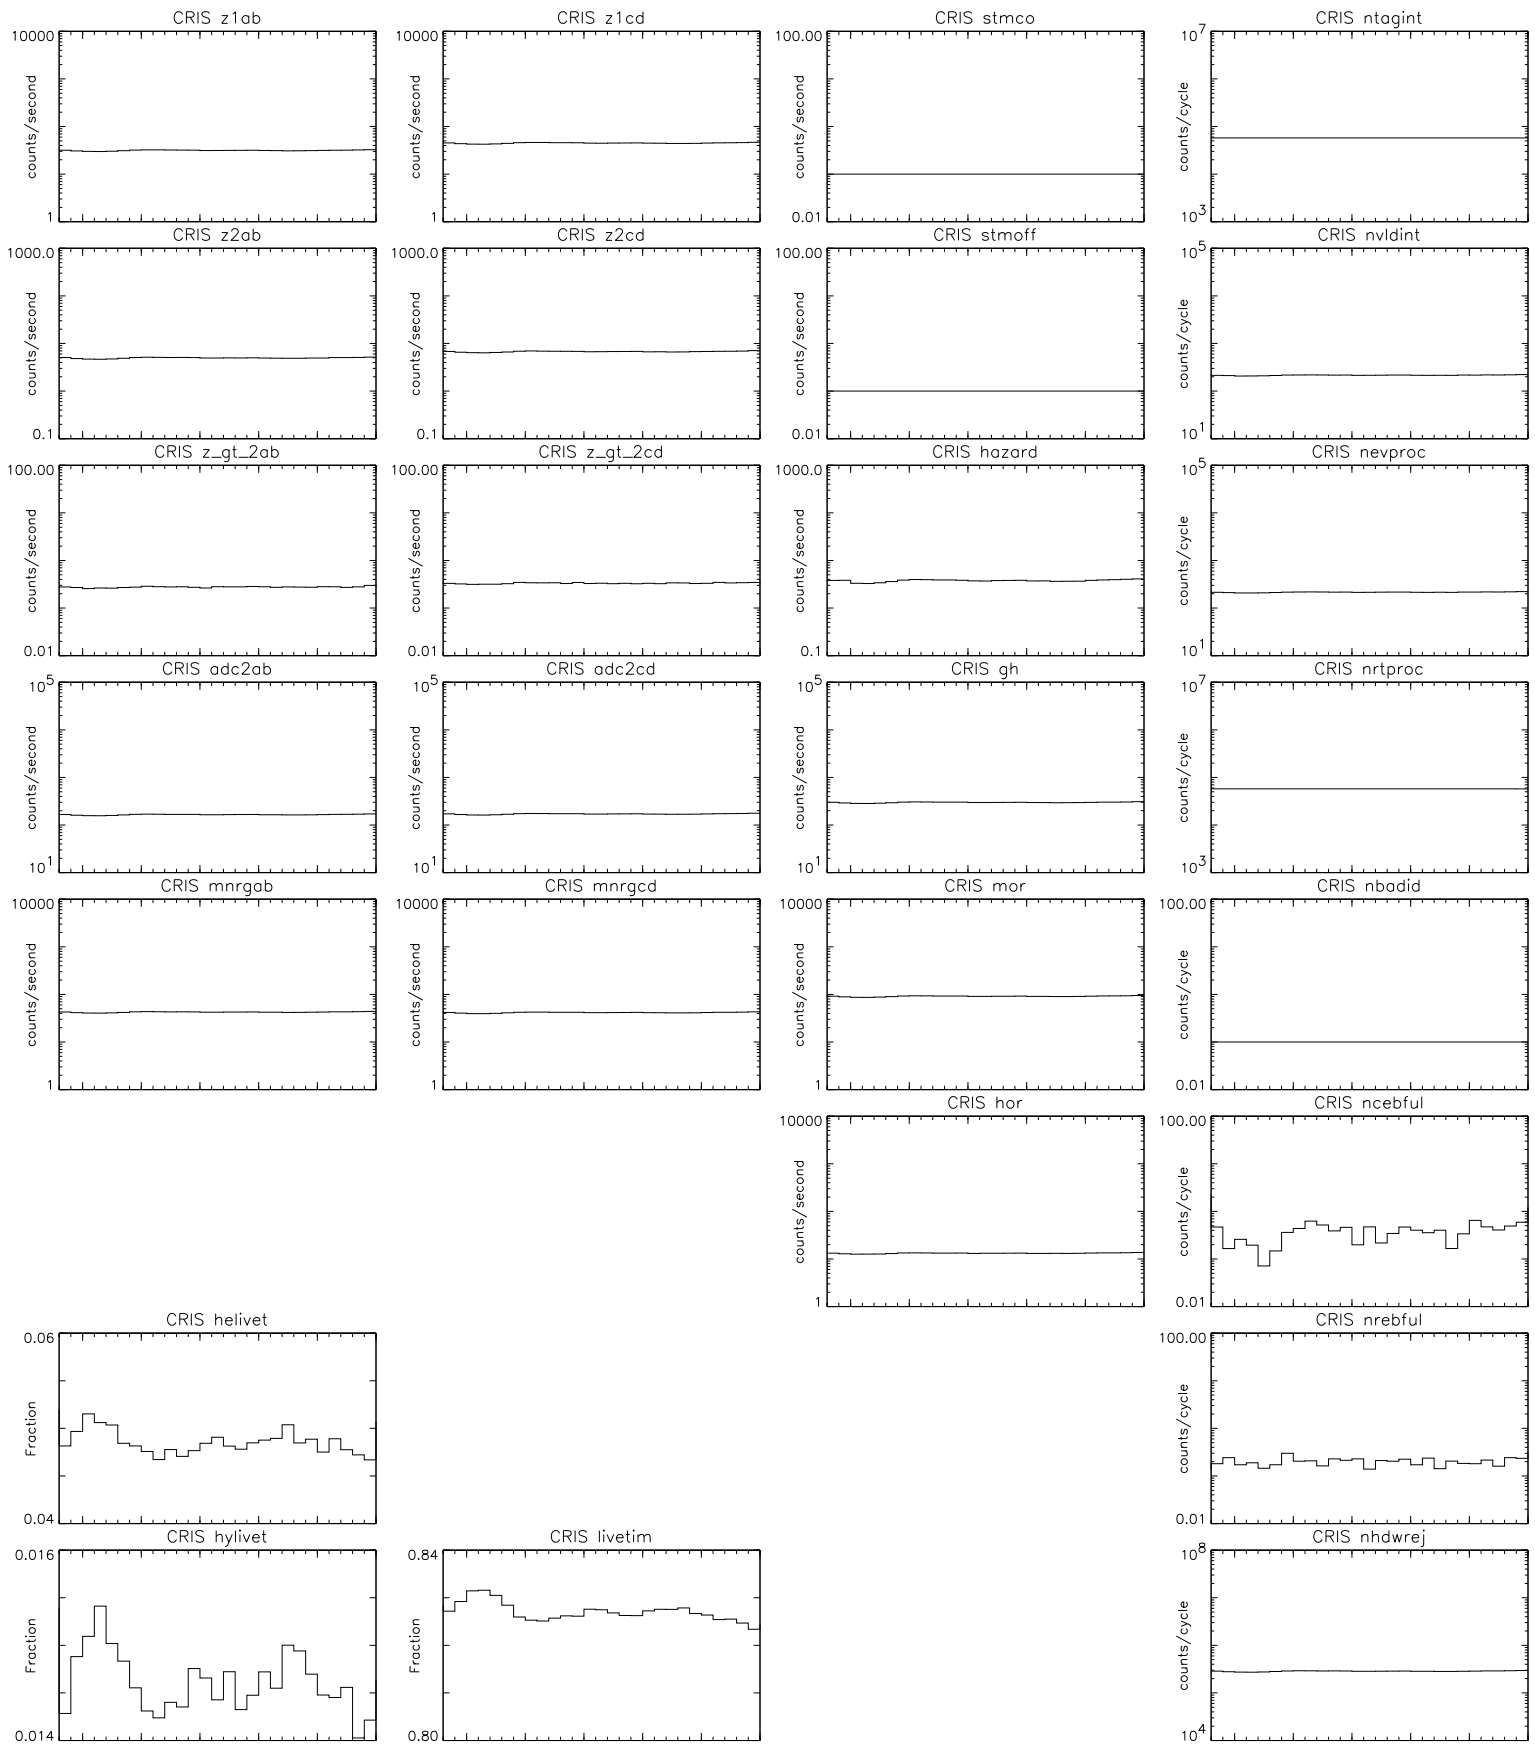 CRIS z1ab
10000
counts/second
1
CRIS z1cd
10000
counts/second
1
CRIS stmco
100.00
counts/second
0.01
CRIS ntagint
10^7
counts/cycle
10^3
CRIS z2ab
1000.0
counts/second
0.1
CRIS z2cd
1000.0
counts/second
0.1
CRIS stmoff
100.00
counts/second
0.01
CRIS nvldint
10^5
counts/cycle
10^1
CRIS z_gt_2ab
100.00
counts/second
0.01
CRIS z_gt_2cd
100.00
counts/second
0.01
CRIS hazard
1000.0
counts/second
0.1
CRIS nevproc
10^5
counts/cycle
10^1
CRIS adc2ab
10^5
counts/second
10^1
CRIS adc2cd
10^5
counts/second
10^1
CRIS gh
10^5
counts/second
10^1
CRIS nrtproc
10^7
counts/cycle
10^3
CRIS mnrgab
10000
counts/second
1
CRIS mnrgcd
10000
counts/second
1
CRIS mor
10000
counts/second
1
CRIS nbadid
100.00
counts/cycle
0.01
CRIS hor
10000
counts/second
1
CRIS ncebful
100.00
counts/cycle
0.01
CRIS helivet
0.06
Fraction
0.04
CRIS nrebful
100.00
counts/cycle
0.01
CRIS hylivet
0.016
Fraction
0.014
CRIS livetim
0.84
Fraction
0.80
CRIS nhdwrej
10^8
counts/cycle
10^4